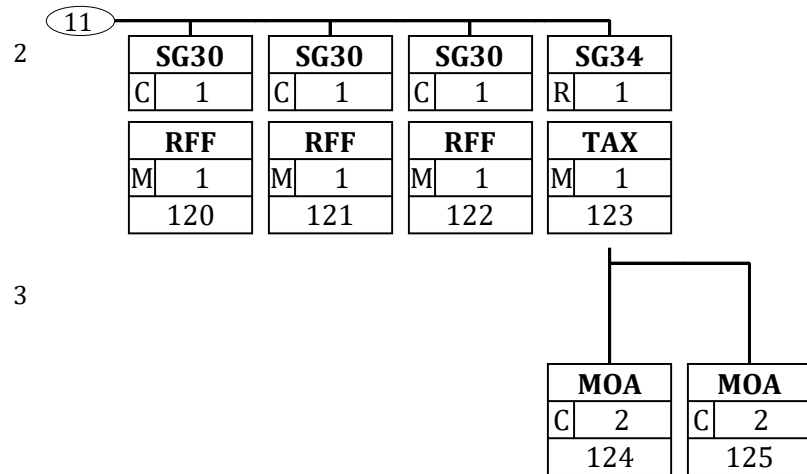 11
2
SG30 SG30 SG30 SG34
C 1 C 1 C 1 R 1
RFF RFF RFF TAX
M 1 M 1 M 1 M 1
120 121 122 123
3
MOA MOA
C 2 C 2
124 125